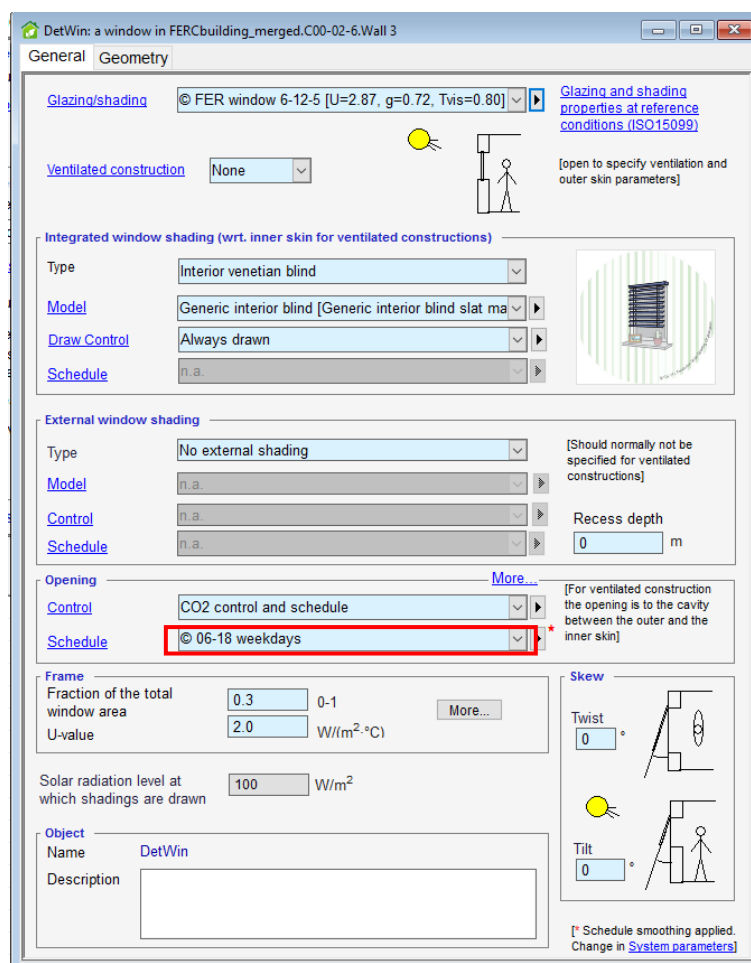 DetWin: a window in FERCbuilding_merged.C00-02-6.Wall 3
General Geometry
Glazing/shading
© FER window 6-12-5 [U=2.87, g=0.72, Tvis=0.80]
Glazing and shading
properties at reference
conditions (ISO15099)
Ventilated construction
None
[open to specify ventilation and
outer skin parameters]
Integrated window shading (wrt. inner skin for ventilated constructions)
Type
Interior venetian blind
Model
Generic interior blind [Generic interior blind slat ma
Draw Control
Always drawn
Schedule
n.a.
External window shading
Type
No external shading
[Should normally not be
specified for ventilated
constructions]
Model
n.a.
Control
n.a.
Recess depth
Schedule
n.a.
0 m
Opening
More...
Control
CO2 control and schedule
[For ventilated construction
the opening is to the cavity
between the outer and the
inner skin]
Schedule
© 06-18 weekdays
*
Frame
Fraction of the total
window area
0.3 0-1
More...
U-value
2.0 W/(m2·°C)
Skew
Twist
0 °
Solar radiation level at
which shadings are drawn
100 W/m2
Tilt
0 °
Object
Name DetWin
Description
[* Schedule smoothing applied.
Change in System parameters]